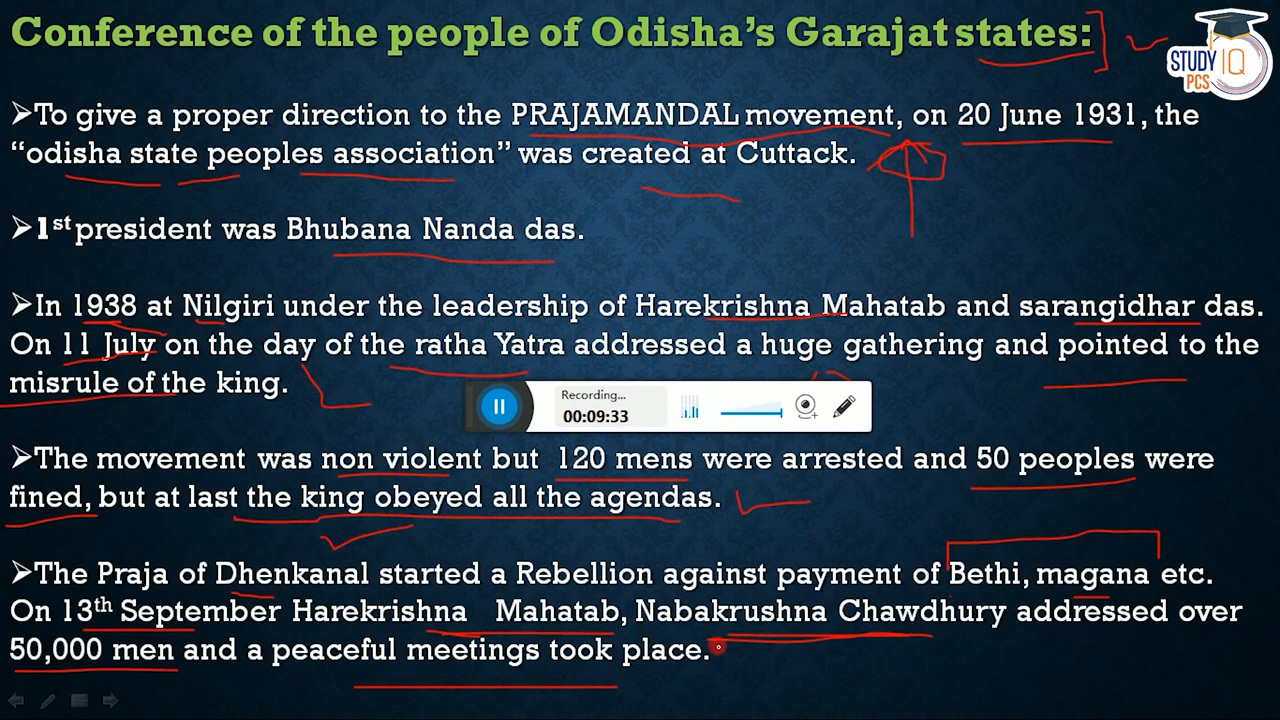 Conference of the people of Odisha's Garajat states:
STUDY IQ
PCS
➢To give a proper direction to the PRAJAMANDAL movement, on 20 June 1931, the
“odisha state peoples association” was created at Cuttack.
➢1st president was Bhubana Nanda das.
➢In 1938 at Nilgiri under the leadership of Harekrishna Mahatab and sarangidhar das.
On 11 July on the day of the ratha Yatra addressed a huge gathering and pointed to the
misrule of the king.
Recording...
00:09:33
➢The movement was non violent but 120 mens were arrested and 50 peoples were
fined, but at last the king obeyed all the agendas.
➢The Praja of Dhenkanal started a Rebellion against payment of Bethi, magana etc.
On 13th September Harekrishna Mahatab, Nabakrushna Chawdhury addressed over
50,000 men and a peaceful meetings took place.